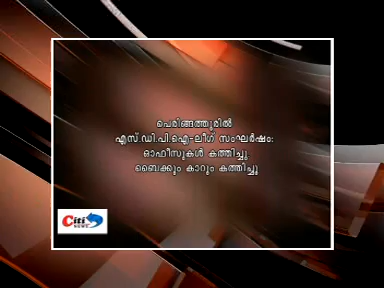 പെരിങ്ങത്തൂരിൽ
എസ്.ഡി.പി.ഐ-ലീഗ് സംഘർഷം:
ഓഫീസുകൾ കത്തിച്ചു.
ബൈക്കും കാറും കത്തിച്ചു
Citi
NEWS